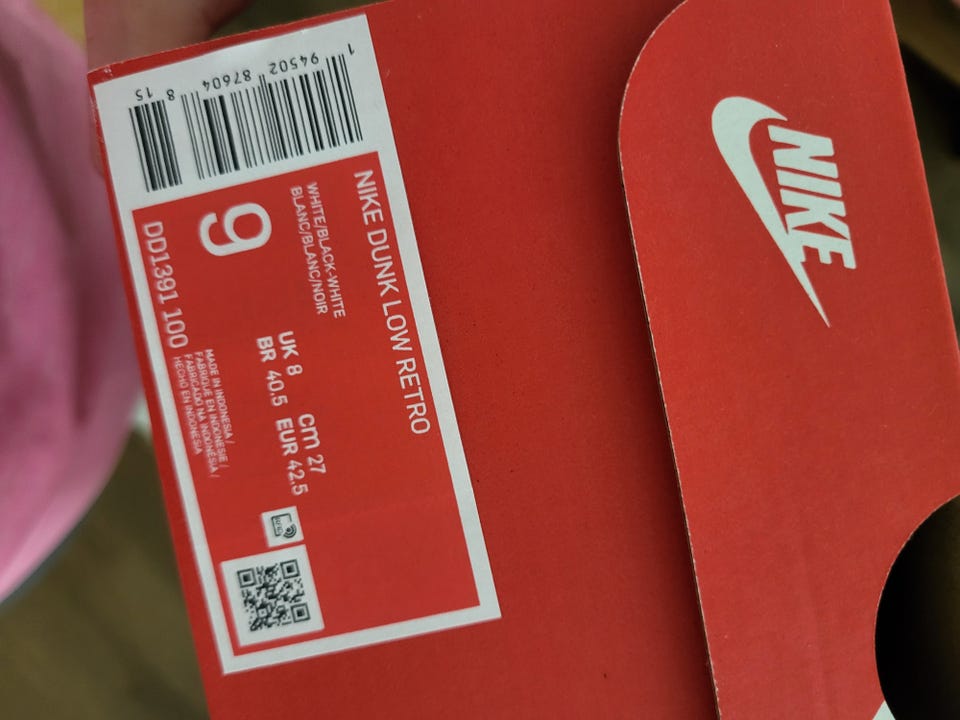 NIKE
NIKE DUNK LOW RETRO
WHITE/BLACK-WHITE
BLANC/BLANC/NOIR
9
UK 8 cm 27
BR 40.5 EUR 42.5
DD1391 100
MADE IN INDONESIA /
FABRIQUE EN INDONESIE /
FABRICADO NA INDONÉSIA /
HECHO EN INDONESIA
1 94502 87604 8 15